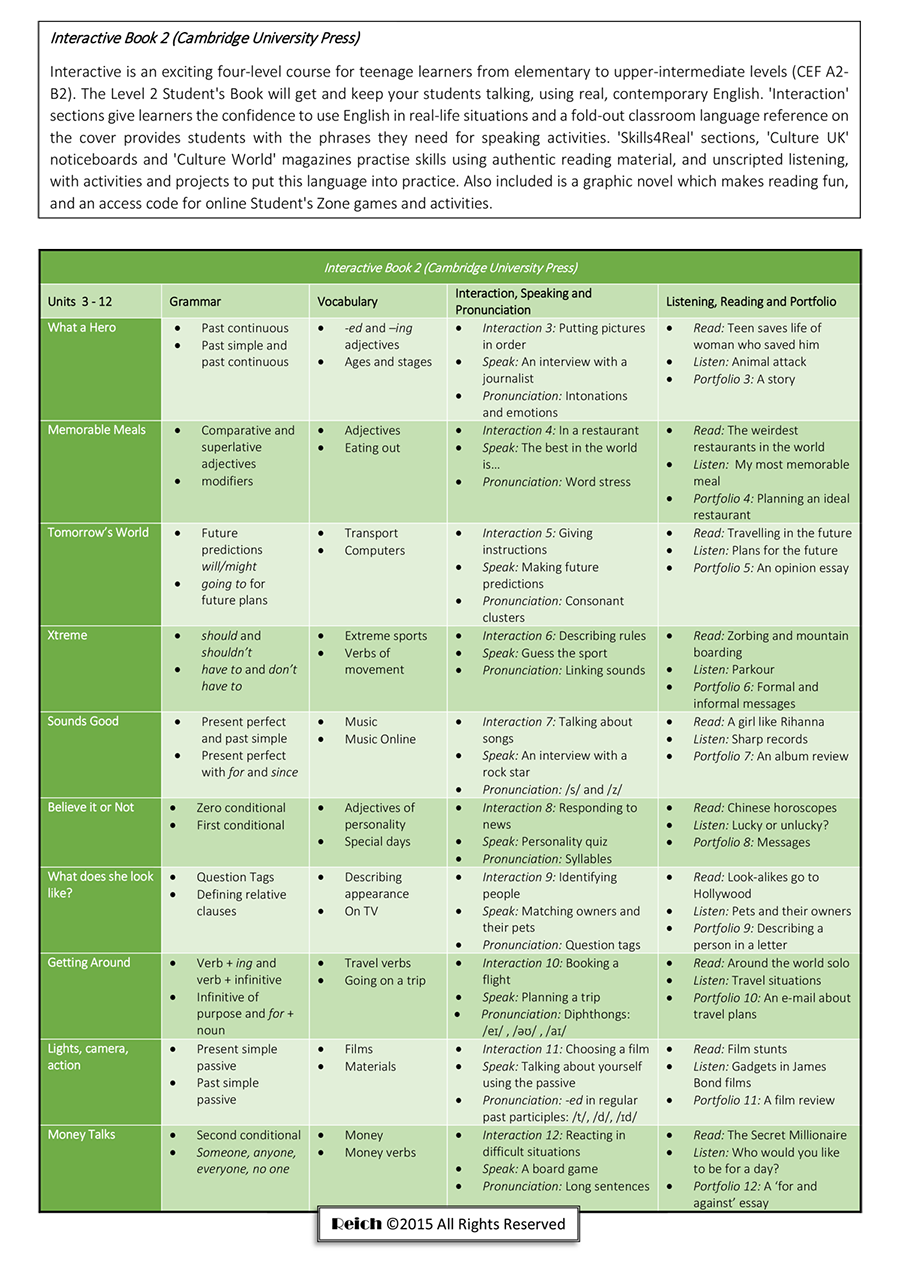 Interactive Book 2 (Cambridge University Press)
Interactive is an exciting four-level course for teenage learners from elementary to upper-intermediate levels (CEF A2-
B2). The Level 2 Student's Book will get and keep your students talking, using real, contemporary English. 'Interaction'
sections give learners the confidence to use English in real-life situations and a fold-out classroom language reference on
the cover provides students with the phrases they need for speaking activities. 'Skills4Real' sections, 'Culture UK'
noticeboards and 'Culture World' magazines practise skills using authentic reading material, and unscripted listening,
with activities and projects to put this language into practice. Also included is a graphic novel which makes reading fun,
and an access code for online Student's Zone games and activities.
Interactive Book 2 (Cambridge University Press)
Units 3 - 12
Grammar
Vocabulary
Interaction, Speaking and
Pronunciation
Listening, Reading and Portfolio
What a Hero
• Past continuous
• Past simple and
past continuous
• -ed and –ing
adjectives
• Ages and stages
• Interaction 3: Putting pictures
in order
• Speak: An interview with a
journalist
• Pronunciation: Intonations
and emotions
• Read: Teen saves life of
woman who saved him
• Listen: Animal attack
• Portfolio 3: A story
Memorable Meals
• Comparative and
superlative
adjectives
• modifiers
• Adjectives
• Eating out
• Interaction 4: In a restaurant
• Speak: The best in the world
is…
• Pronunciation: Word stress
• Read: The weirdest
restaurants in the world
• Listen: My most memorable
meal
• Portfolio 4: Planning an ideal
restaurant
Tomorrow’s World
• Future
predictions
will/might
• going to for
future plans
• Transport
• Computers
• Interaction 5: Giving
instructions
• Speak: Making future
predictions
• Pronunciation: Consonant
clusters
• Read: Travelling in the future
• Listen: Plans for the future
• Portfolio 5: An opinion essay
Xtreme
• should and
shouldn’t
• have to and don’t
have to
• Extreme sports
• Verbs of
movement
• Interaction 6: Describing rules
• Speak: Guess the sport
• Pronunciation: Linking sounds
• Read: Zorbing and mountain
boarding
• Listen: Parkour
• Portfolio 6: Formal and
informal messages
Sounds Good
• Present perfect
and past simple
• Present perfect
with for and since
• Music
• Music Online
• Interaction 7: Talking about
songs
• Speak: An interview with a
rock star
• Pronunciation: /s/ and /z/
• Read: A girl like Rihanna
• Listen: Sharp records
• Portfolio 7: An album review
Believe it or Not
• Zero conditional
• First conditional
• Adjectives of
personality
• Special days
• Interaction 8: Responding to
news
• Speak: Personality quiz
• Pronunciation: Syllables
• Read: Chinese horoscopes
• Listen: Lucky or unlucky?
• Portfolio 8: Messages
What does she look
like?
• Question Tags
• Defining relative
clauses
• Describing
appearance
• On TV
• Interaction 9: Identifying
people
• Speak: Matching owners and
their pets
• Pronunciation: Question tags
• Read: Look-alikes go to
Hollywood
• Listen: Pets and their owners
• Portfolio 9: Describing a
person in a letter
Getting Around
• Verb + ing and
verb + infinitive
• Infinitive of
purpose and for +
noun
• Travel verbs
• Going on a trip
• Interaction 10: Booking a
flight
• Speak: Planning a trip
• Pronunciation: Diphthongs:
/eɪ/ , /əʊ/ , /aɪ/
• Read: Around the world solo
• Listen: Travel situations
• Portfolio 10: An e-mail about
travel plans
Lights, camera,
action
• Present simple
passive
• Past simple
passive
• Films
• Materials
• Interaction 11: Choosing a film
• Speak: Talking about yourself
using the passive
• Pronunciation: -ed in regular
past participles: /t/, /d/, /ɪd/
• Read: Film stunts
• Listen: Gadgets in James
Bond films
• Portfolio 11: A film review
Money Talks
• Second conditional
• Someone, anyone,
everyone, no one
• Money
• Money verbs
• Interaction 12: Reacting in
difficult situations
• Speak: A board game
• Pronunciation: Long sentences
• Read: The Secret Millionaire
• Listen: Who would you like
to be for a day?
• Portfolio 12: A ‘for and
against’ essay
Reich ©2015 All Rights Reserved